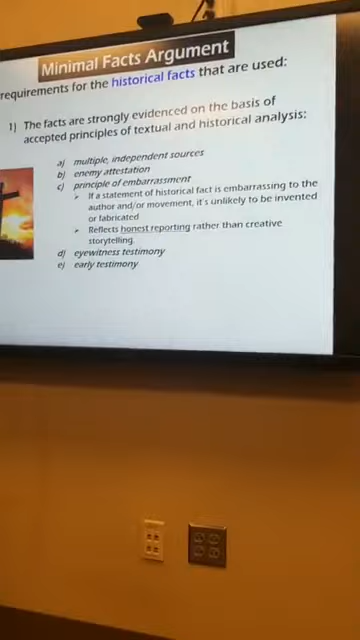 Minimal Facts Argument
requirements for the historical facts that are used:
1) The facts are strongly evidenced on the basis of
accepted principles of textual and historical analysis:
a) multiple, independent sources
b) enemy attestation
c) principle of embarrassment
➢ If a statement of historical fact is embarrassing to the
author and/or movement, it's unlikely to be invented
or fabricated
➢ Reflects honest reporting rather than creative
storytelling.
d) eyewitness testimony
e) early testimony